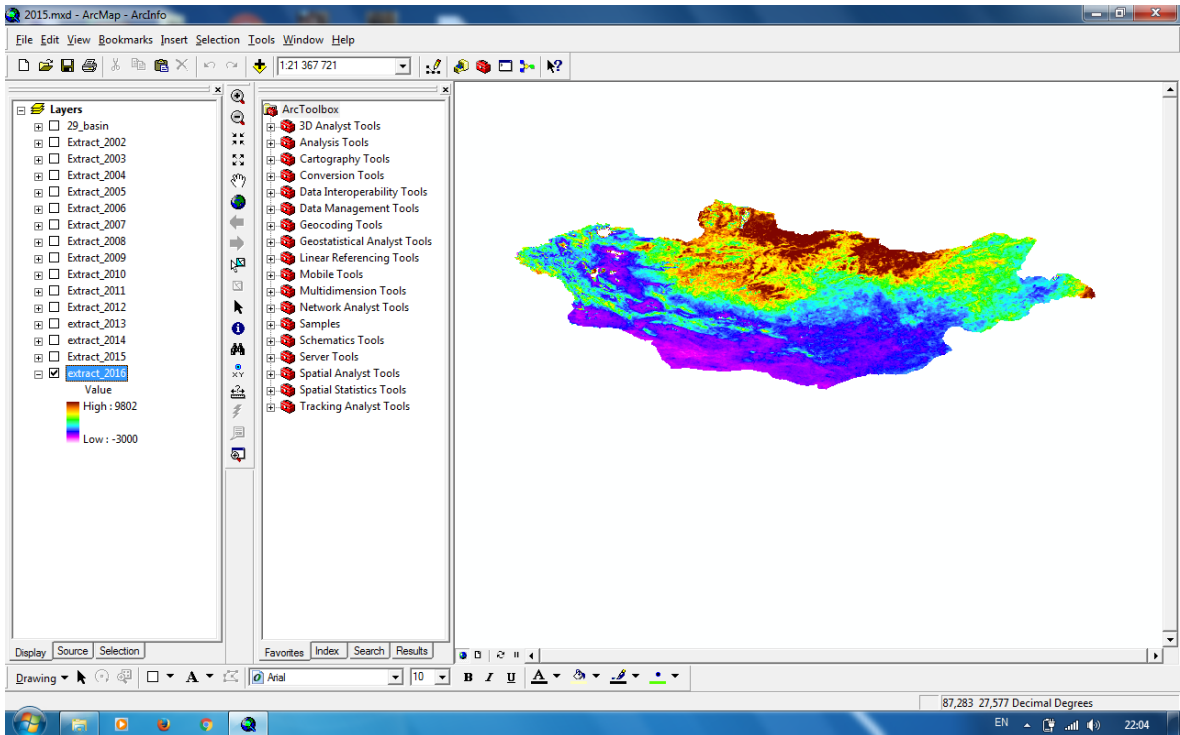 2015.mxd - ArcMap - ArcInfo
File Edit View Bookmarks Insert Selection Tools Window Help
1:21 367 721
Layers
29_basin
Extract_2002
Extract_2003
Extract_2004
Extract_2005
Extract_2006
Extract_2007
Extract_2008
Extract_2009
Extract_2010
Extract_2011
Extract_2012
extract_2013
extract_2014
Extract_2015
extract_2016
Value
High : 9802
Low : -3000
Display Source Selection
ArcToolbox
3D Analyst Tools
Analysis Tools
Cartography Tools
Conversion Tools
Data Interoperability Tools
Data Management Tools
Geocoding Tools
Geostatistical Analyst Tools
Linear Referencing Tools
Mobile Tools
Multidimension Tools
Network Analyst Tools
Samples
Schematics Tools
Server Tools
Spatial Analyst Tools
Spatial Statistics Tools
Tracking Analyst Tools
Favorites Index Search Results
Drawing A Arial 10 B I U A
87,283 27,577 Decimal Degrees
EN 22:04